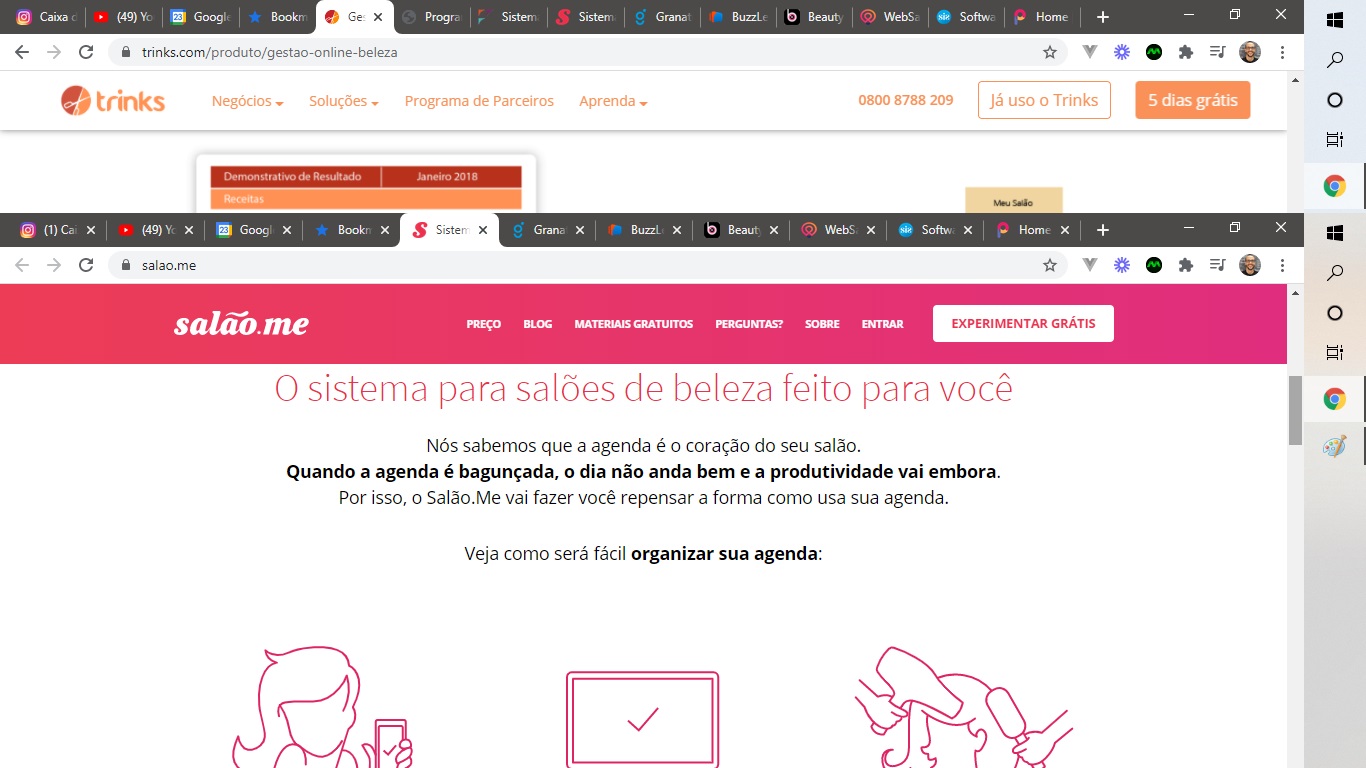 Caixa d
(49) Yo
Google
Bookm
Ges
Progra
Sistem
Sistem
Granat
BuzzLe
Beauty
WebSa
Softwa
Home
trinks.com/produto/gestao-online-beleza
trinks
Negócios
Soluções
Programa de Parceiros
Aprenda
0800 8788 209
Já uso o Trinks
5 dias grátis
Demonstrativo de Resultado
Janeiro 2018
Receitas
Meu Salão
(1) Cai
(49) Yo
Google
Bookm
Sistem
Granat
BuzzLe
Beauty
WebSa
Softwa
Home
salao.me
salão.me
PREÇO
BLOG
MATERIAIS GRATUITOS
PERGUNTAS?
SOBRE
ENTRAR
EXPERIMENTAR GRÁTIS
O sistema para salões de beleza feito para você
Nós sabemos que a agenda é o coração do seu salão.
Quando a agenda é bagunçada, o dia não anda bem e a produtividade vai embora.
Por isso, o Salão.Me vai fazer você repensar a forma como usa sua agenda.
Veja como será fácil organizar sua agenda: